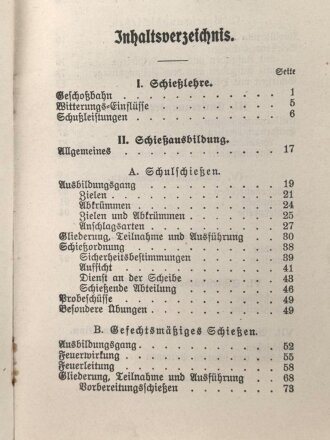 Inhaltsverzeichnis.
Seite
I. Schießlehre.
Geschoßbahn . . . . . . . . . . . 1
Witterungs-Einflüsse . . . . . . . . . . 5
Schußleistungen . . . . . . . . . . 6
II. Schießausbildung.
Allgemeines . . . . . . . . . . . 17
A. Schulschießen.
Ausbildungsgang . . . . . . . . . . 19
Zielen . . . . . . . . . . 21
Abkrümmen . . . . . . . . . . 24
Zielen und Abkrümmen . . . . . . . 25
Anschlagsarten . . . . . . . . . 27
Gliederung, Teilnahme und Ausführung . . . . 30
Schießordnung . . . . . . . . . . 38
Sicherheitsbestimmungen . . . . . . . 39
Aufsicht . . . . . . . . . . 41
Dienst an der Scheibe . . . . . . . 43
Schießende Abteilung . . . . . . . . 46
Probeschüsse . . . . . . . . . . . 49
Besondere Übungen . . . . . . . . . 49
B. Gefechtsmäßiges Schießen.
Ausbildungsgang . . . . . . . . . . 52
Feuerwirkung . . . . . . . . . . . 55
Feuerleitung . . . . . . . . . . . 58
Gliederung, Teilnahme und Ausführung . . . . 68
Vorbereitungsschießen . . . . . . . . 73